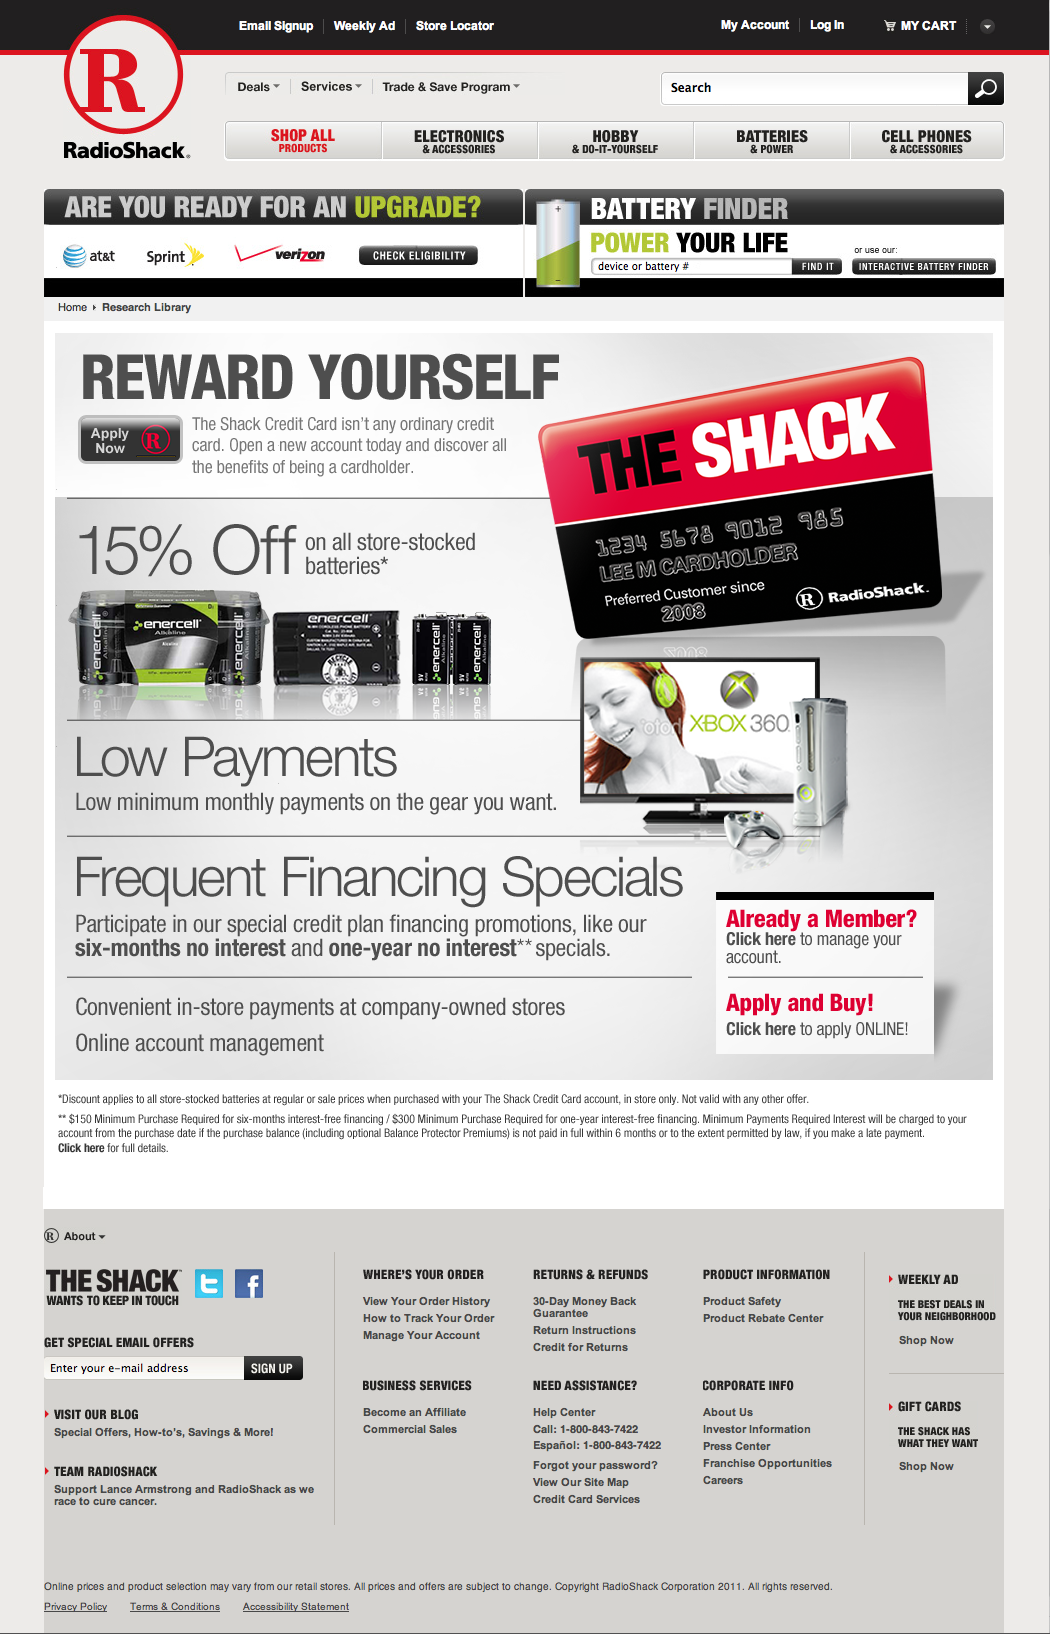 Email Signup
Weekly Ad
Store Locator
My Account
Log In
MY CART
R
RadioShack.
Deals
Services
Trade & Save Program
Search
SHOP ALL
PRODUCTS
ELECTRONICS
& ACCESSORIES
HOBBY
& DO-IT-YOURSELF
BATTERIES
& POWER
CELL PHONES
& ACCESSORIES
ARE YOU READY FOR AN UPGRADE?
at&t
Sprint
verizon
CHECK ELIGIBILITY
BATTERY FINDER
POWER YOUR LIFE
or use our:
device or battery #
FIND IT
INTERACTIVE BATTERY FINDER
Home
Research Library
REWARD YOURSELF
Apply
Now
R
The Shack Credit Card isn't any ordinary credit
card. Open a new account today and discover all
the benefits of being a cardholder.
THE SHACK
1234 5678 9012 985
LEE M CARDHOLDER
Preferred Customer since
2008
R RadioShack.
15% Off on all store-stocked
batteries*
enercell
Alkaline
enercell
enercell
enercell
Low Payments
Low minimum monthly payments on the gear you want.
XBOX 360
Frequent Financing Specials
Participate in our special credit plan financing promotions, like our
six-months no interest and one-year no interest** specials.
Convenient in-store payments at company-owned stores
Online account management
Already a Member?
Click here to manage your
account.
Apply and Buy!
Click here to apply ONLINE!
*Discount applies to all store-stocked batteries at regular or sale prices when purchased with your The Shack Credit Card account, in store only. Not valid with any other offer.
** $150 Minimum Purchase Required for six-months interest-free financing / $300 Minimum Purchase Required for one-year interest-free financing. Minimum Payments Required Interest will be charged to your
account from the purchase date if the purchase balance (including optional Balance Protector Premiums) is not paid in full within 6 months or to the extent permitted by law, if you make a late payment.
Click here for full details.
R About
THE SHACK
WANTS TO KEEP IN TOUCH
GET SPECIAL EMAIL OFFERS
Enter your e-mail address
SIGN UP
VISIT OUR BLOG
Special Offers, How-to's, Savings & More!
TEAM RADIOSHACK
Support Lance Armstrong and RadioShack as we
race to cure cancer.
WHERE'S YOUR ORDER
View Your Order History
How to Track Your Order
Manage Your Account
RETURNS & REFUNDS
30-Day Money Back
Guarantee
Return Instructions
Credit for Returns
PRODUCT INFORMATION
Product Safety
Product Rebate Center
BUSINESS SERVICES
Become an Affiliate
Commercial Sales
NEED ASSISTANCE?
Help Center
Call: 1-800-843-7422
Español: 1-800-843-7422
Forgot your password?
View Our Site Map
Credit Card Services
CORPORATE INFO
About Us
Investor Information
Press Center
Franchise Opportunities
Careers
WEEKLY AD
THE BEST DEALS IN
YOUR NEIGHBORHOOD
Shop Now
GIFT CARDS
THE SHACK HAS
WHAT THEY WANT
Shop Now
Online prices and product selection may vary from our retail stores. All prices and offers are subject to change. Copyright RadioShack Corporation 2011. All rights reserved.
Privacy Policy
Terms & Conditions
Accessibility Statement